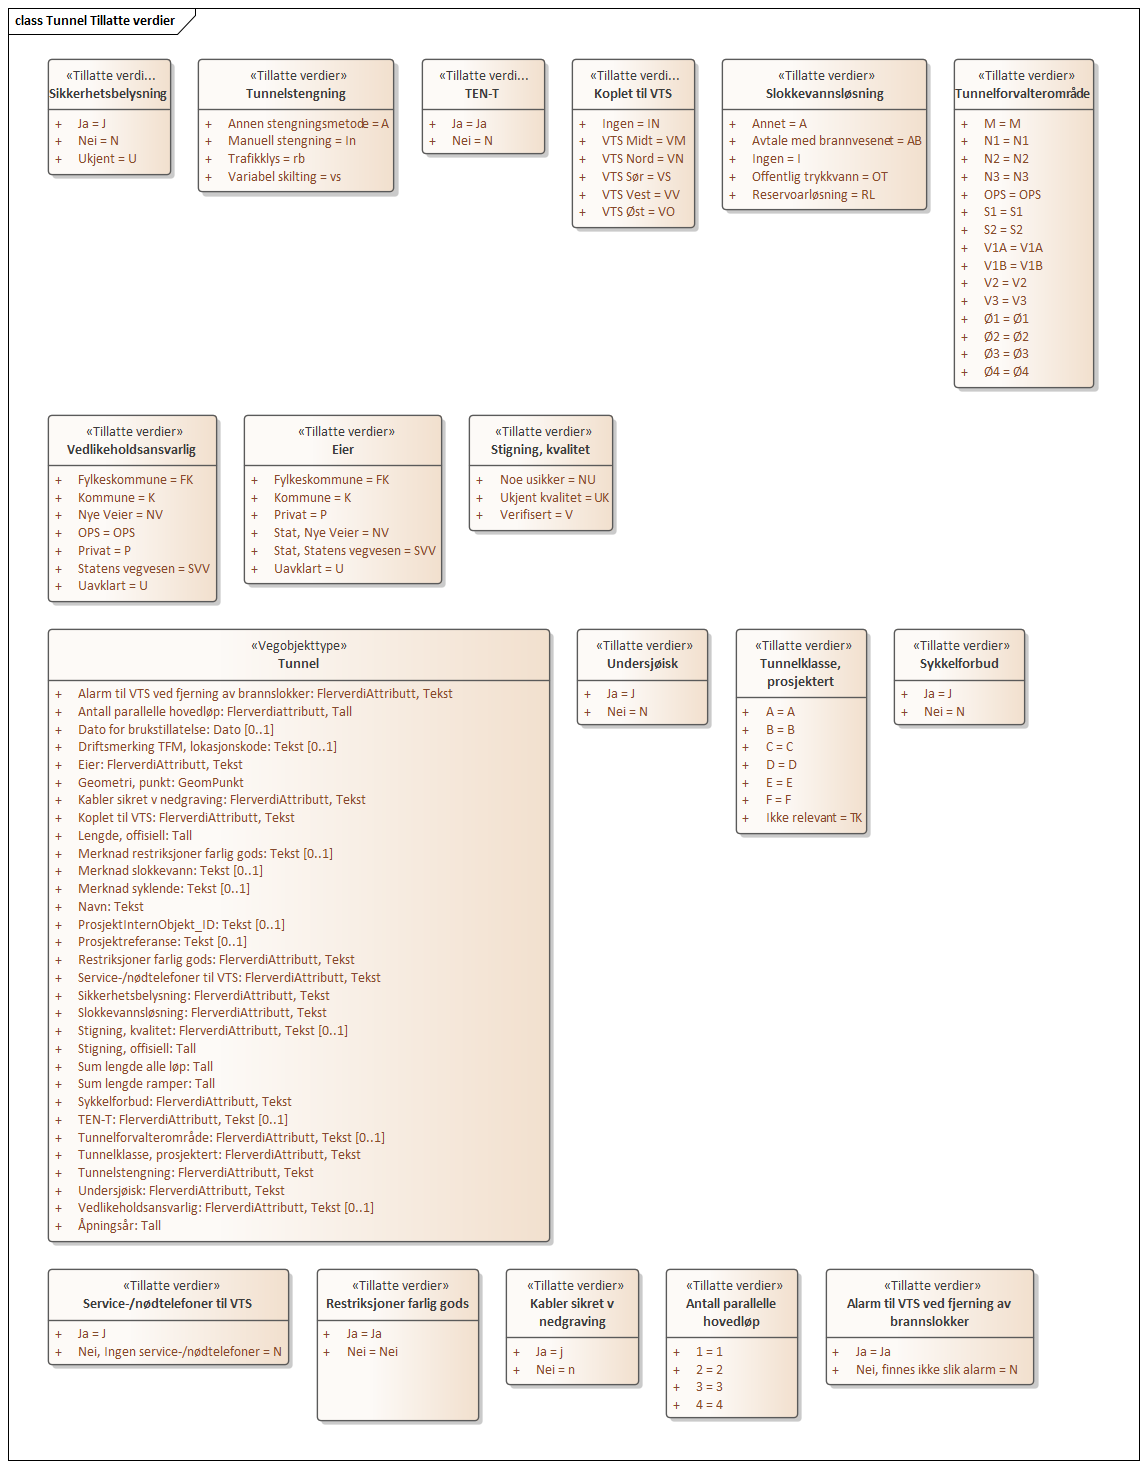 class Tunnel Tillatte verdier
«Tillatte verdi...
Sikkerhetsbelysning
+ Ja = J
+ Nei = N
+ Ukjent = U
«Tillatte verdier»
Tunnelstengning
+ Annen stengningsmetode = A
+ Manuell stengning = ln
+ Trafikklys = rb
+ Variabel skilting = vs
«Tillatte verdi...
TEN-T
+ Ja = Ja
+ Nei = N
«Tillatte verdi...
Koplet til VTS
+ Ingen = IN
+ VTS Midt = VM
+ VTS Nord = VN
+ VTS Sør = VS
+ VTS Vest = VV
+ VTS Øst = VO
«Tillatte verdier»
Slokkevannsløsning
+ Annet = A
+ Avtale med brannvesenet = AB
+ Ingen = I
+ Offentlig trykkvann = OT
+ Reservoarløsning = RL
«Tillatte verdier»
Tunnelforvalterområde
+ M = M
+ N1 = N1
+ N2 = N2
+ N3 = N3
+ OPS = OPS
+ S1 = S1
+ S2 = S2
+ V1A = V1A
+ V1B = V1B
+ V2 = V2
+ V3 = V3
+ Ø1 = Ø1
+ Ø2 = Ø2
+ Ø3 = Ø3
+ Ø4 = Ø4
«Tillatte verdier»
Vedlikeholdsansvarlig
+ Fylkeskommune = FK
+ Kommune = K
+ Nye Veier = NV
+ OPS = OPS
+ Privat = P
+ Statens vegvesen = SVV
+ Uavklart = U
«Tillatte verdier»
Eier
+ Fylkeskommune = FK
+ Kommune = K
+ Privat = P
+ Stat, Nye Veier = NV
+ Stat, Statens vegvesen = SVV
+ Uavklart = U
«Tillatte verdier»
Stigning, kvalitet
+ Noe usikker = NU
+ Ukjent kvalitet = UK
+ Verifisert = V
«Vegobjekttype»
Tunnel
+ Alarm til VTS ved fjerning av brannslokker: FlerverdiAttributt, Tekst
+ Antall parallelle hovedløp: Flerverdiattributt, Tall
+ Dato for brukstillatelse: Dato [0..1]
+ Driftsmerking TFM, lokasjonskode: Tekst [0..1]
+ Eier: FlerverdiAttributt, Tekst
+ Geometri, punkt: GeomPunkt
+ Kabler sikret v nedgraving: FlerverdiAttributt, Tekst
+ Koplet til VTS: FlerverdiAttributt, Tekst
+ Lengde, offisiell: Tall
+ Merknad restriksjoner farlig gods: Tekst [0..1]
+ Merknad slokkevann: Tekst [0..1]
+ Merknad syklende: Tekst [0..1]
+ Navn: Tekst
+ ProsjektInternObjekt_ID: Tekst [0..1]
+ Prosjektreferanse: Tekst [0..1]
+ Restriksjoner farlig gods: FlerverdiAttributt, Tekst
+ Service-/nødtelefoner til VTS: FlerverdiAttributt, Tekst
+ Sikkerhetsbelysning: FlerverdiAttributt, Tekst
+ Slokkevannsløsning: FlerverdiAttributt, Tekst
+ Stigning, kvalitet: FlerverdiAttributt, Tekst [0..1]
+ Stigning, offisiell: Tall
+ Sum lengde alle løp: Tall
+ Sum lengde ramper: Tall
+ Sykkelforbud: FlerverdiAttributt, Tekst
+ TEN-T: FlerverdiAttributt, Tekst [0..1]
+ Tunnelforvalterområde: FlerverdiAttributt, Tekst [0..1]
+ Tunnelklasse, prosjektert: FlerverdiAttributt, Tekst
+ Tunnelstengning: FlerverdiAttributt, Tekst
+ Undersjøisk: FlerverdiAttributt, Tekst
+ Vedlikeholdsansvarlig: FlerverdiAttributt, Tekst [0..1]
+ Åpningsår: Tall
«Tillatte verdier»
Undersjøisk
+ Ja = J
+ Nei = N
«Tillatte verdier»
Tunnelklasse,
prosjektert
+ A = A
+ B = B
+ C = C
+ D = D
+ E = E
+ F = F
+ Ikke relevant = TK
«Tillatte verdier»
Sykkelforbud
+ Ja = J
+ Nei = N
«Tillatte verdier»
Service-/nødtelefoner til VTS
+ Ja = J
+ Nei, Ingen service-/nødtelefoner = N
«Tillatte verdier»
Restriksjoner farlig gods
+ Ja = Ja
+ Nei = Nei
«Tillatte verdier»
Kabler sikret v
nedgraving
+ Ja = j
+ Nei = n
«Tillatte verdier»
Antall parallelle
hovedløp
+ 1 = 1
+ 2 = 2
+ 3 = 3
+ 4 = 4
«Tillatte verdier»
Alarm til VTS ved fjerning av
brannslokker
+ Ja = Ja
+ Nei, finnes ikke slik alarm = N